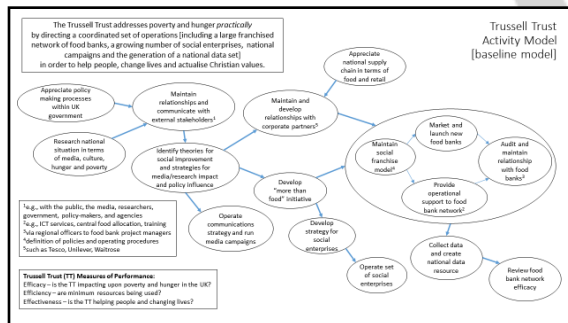 The Trussell Trust addresses poverty and hunger practically
by directing a coordinated set of operations [including a large franchised
network of food banks, a growing number of social enterprises, national
campaigns and the generation of a national data set]
in order to help people, change lives and actualise Christian values.
Trussell Trust
Activity Model
[baseline model]
Appreciate
national supply
chain in terms of
food and retail
Appreciate policy
making processes
within UK
government
Maintain
relationships and
communicate with
external stakeholders¹
Maintain and
develop
relationships with
corporate partners⁵
Research national
situation in terms of
media, culture,
hunger and poverty
Identify theories for
social improvement
and strategies for
media/research impact
and policy influence
Market and
launch new
food banks
Maintain
social
franchise
model⁴
Audit and
maintain
relationship
with food
banks³
Provide
operational
support to food
bank network²
Develop
"more than
food" initiative
Operate
communications
strategy and run
media campaigns
Develop
strategy for
social
enterprises
Operate set
of social
enterprises
Collect data
and create
national data
resource
Review food
bank network
efficacy
¹e.g., with the public, the media, researchers,
government, policy-makers, and agencies
²e.g., ICT services, central food allocation, training
³via regional officers to food bank project managers
⁴definition of policies and operating procedures
⁵such as Tesco, Unilever, Waitrose
Trussell Trust (TT) Measures of Performance:
Efficacy – is the TT impacting upon poverty and hunger in the UK?
Efficiency – are minimum resources being used?
Effectiveness – is the TT helping people and changing lives?